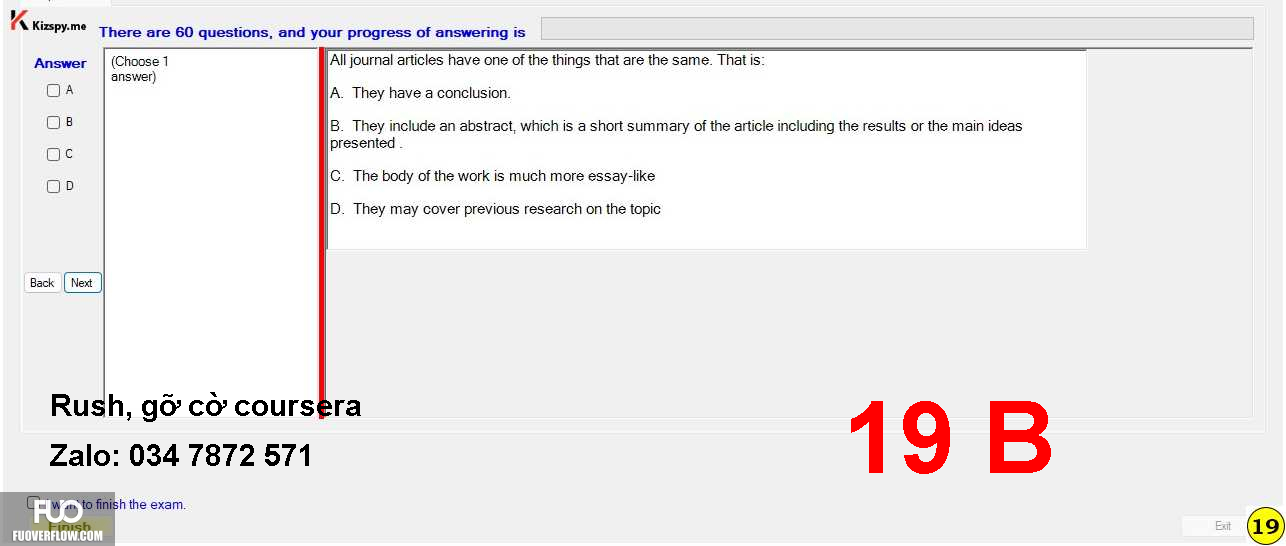 Kizspy.me
There are 60 questions, and your progress of answering is
Answer
(Choose 1
answer)
A
B
C
D
Back
Next
All journal articles have one of the things that are the same. That is:
A. They have a conclusion.
B. They include an abstract, which is a short summary of the article including the results or the main ideas
presented .
C. The body of the work is much more essay-like
D. They may cover previous research on the topic
Rush, gỡ cờ coursera
Zalo: 034 7872 571
19 B
I want to finish the exam.
Finish
FUO
FUOVERFLOW.COM
Exit
19